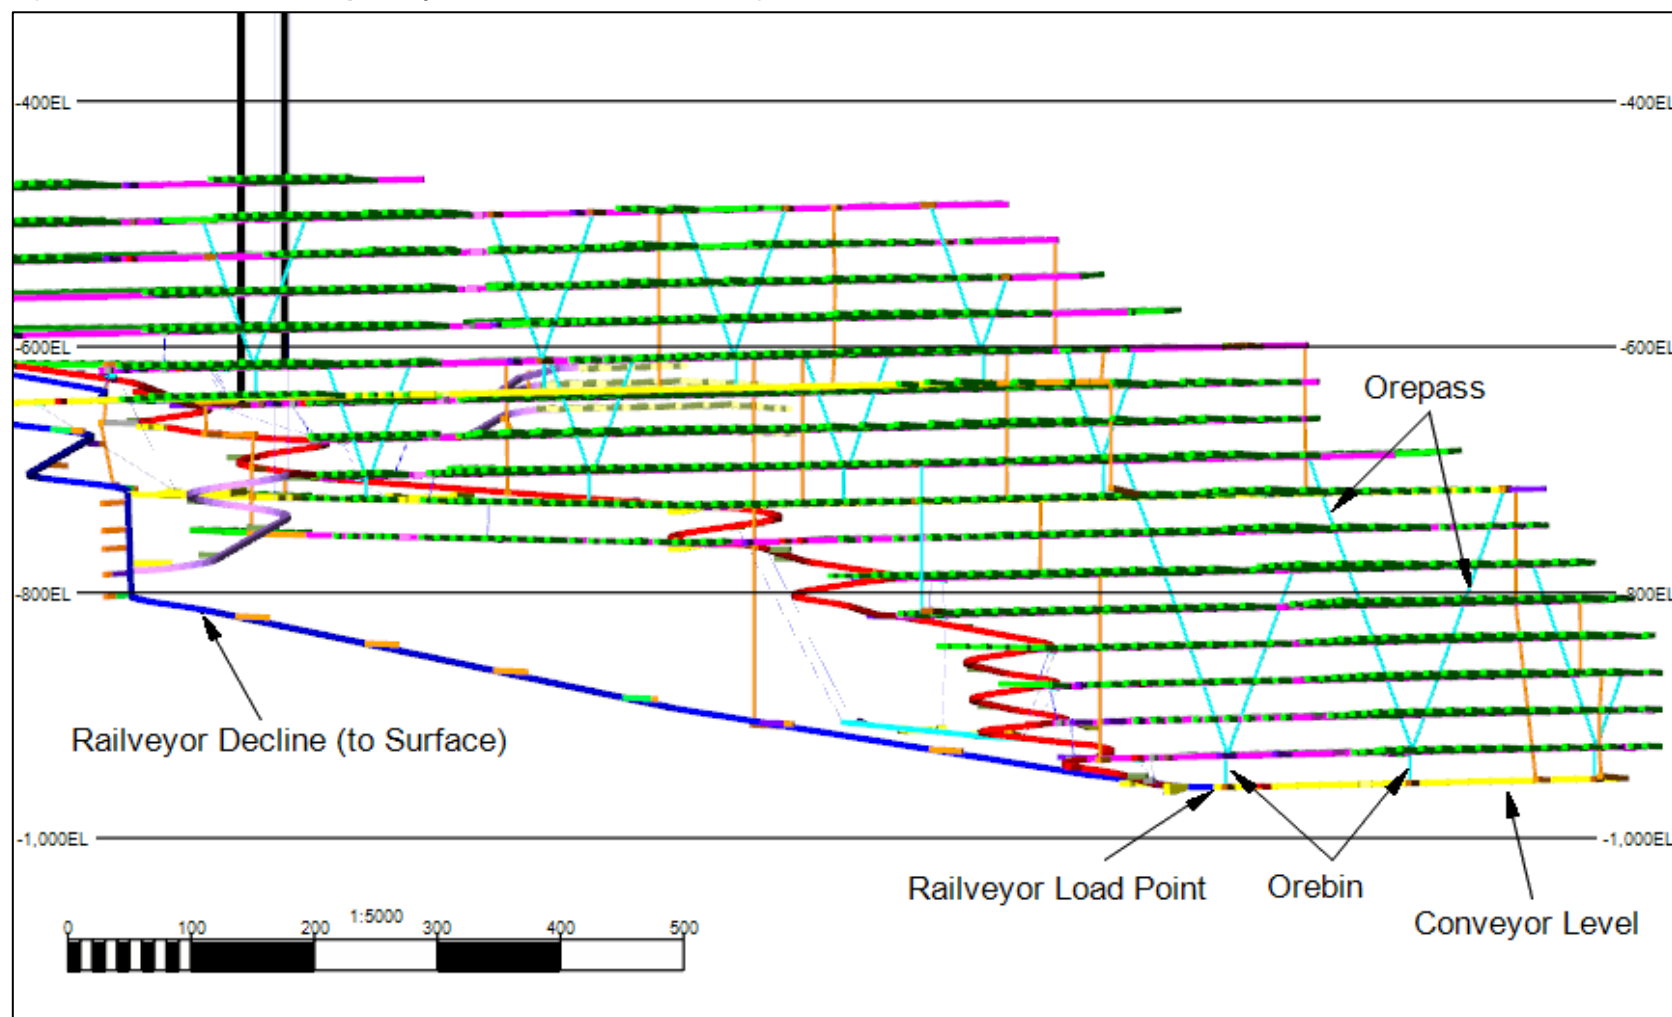 -400EL
-400EL
-600EL
-600EL
Orepass
-800EL
-800EL
Railveyor Decline (to Surface)
-1,000EL
-1,000EL
Railveyor Load Point
Orebin
Conveyor Level
1:5000
0 100 200 300 400 500